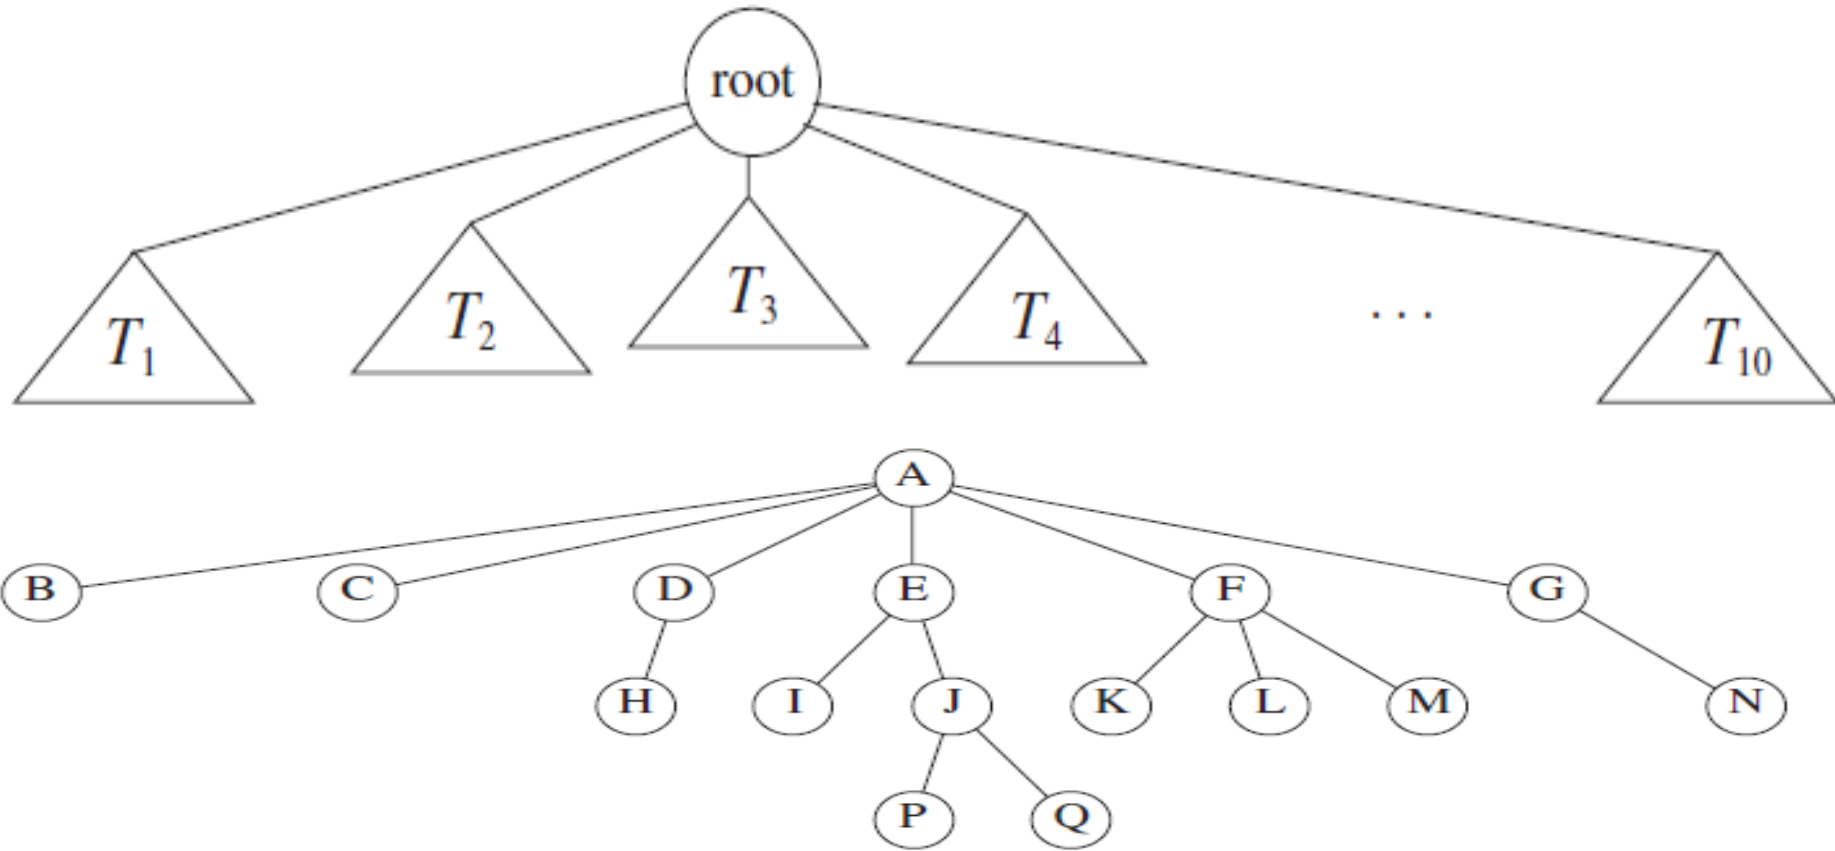 root
T1 T2 T3 T4 . . . T10
A
B C D E F G
H I J K L M N
P Q